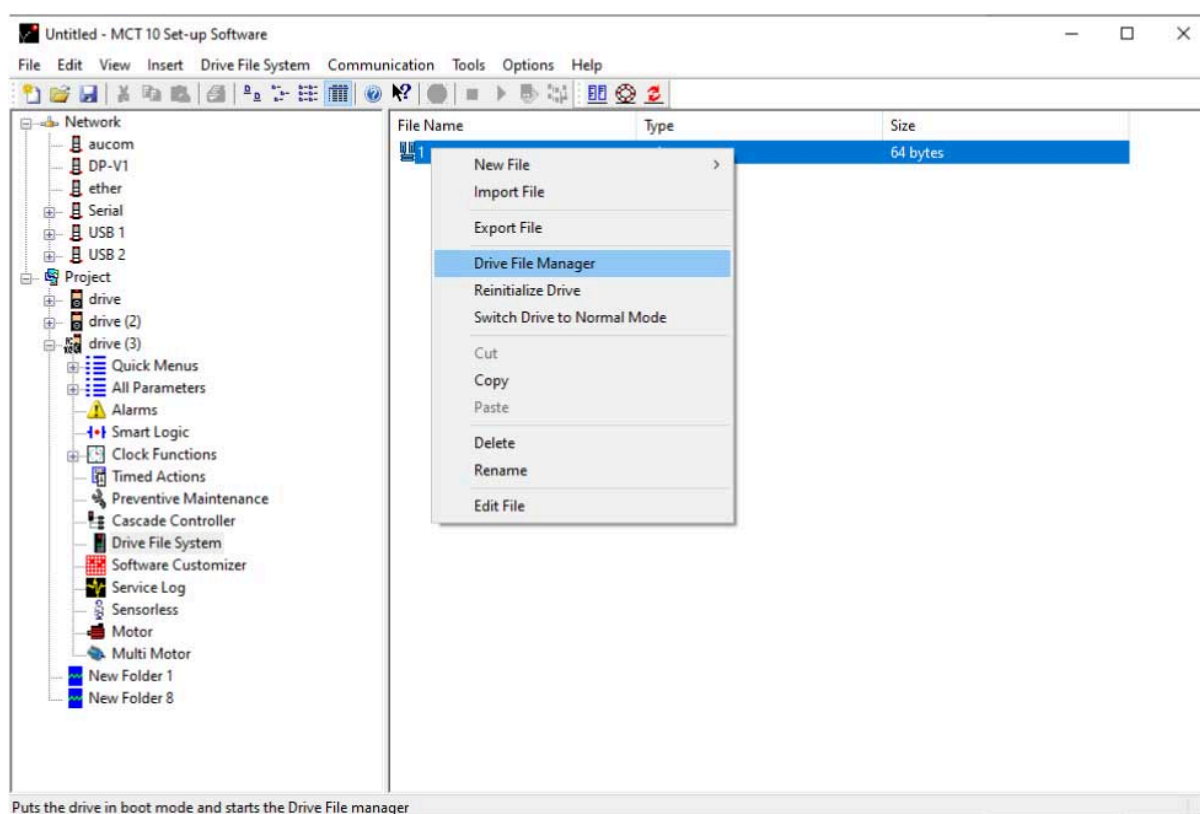 Untitled - MCT 10 Set-up Software
File Edit View Insert Drive File System Communication Tools Options Help
Network
aucom
DP-V1
ether
Serial
USB 1
USB 2
Project
drive
drive (2)
drive (3)
Quick Menus
All Parameters
Alarms
Smart Logic
Clock Functions
Timed Actions
Preventive Maintenance
Cascade Controller
Drive File System
Software Customizer
Service Log
Sensorless
Motor
Multi Motor
New Folder 1
New Folder 8
File Name Type Size
1 64 bytes
New File
Import File
Export File
Drive File Manager
Reinitialize Drive
Switch Drive to Normal Mode
Cut
Copy
Paste
Delete
Rename
Edit File
Puts the drive in boot mode and starts the Drive File manager